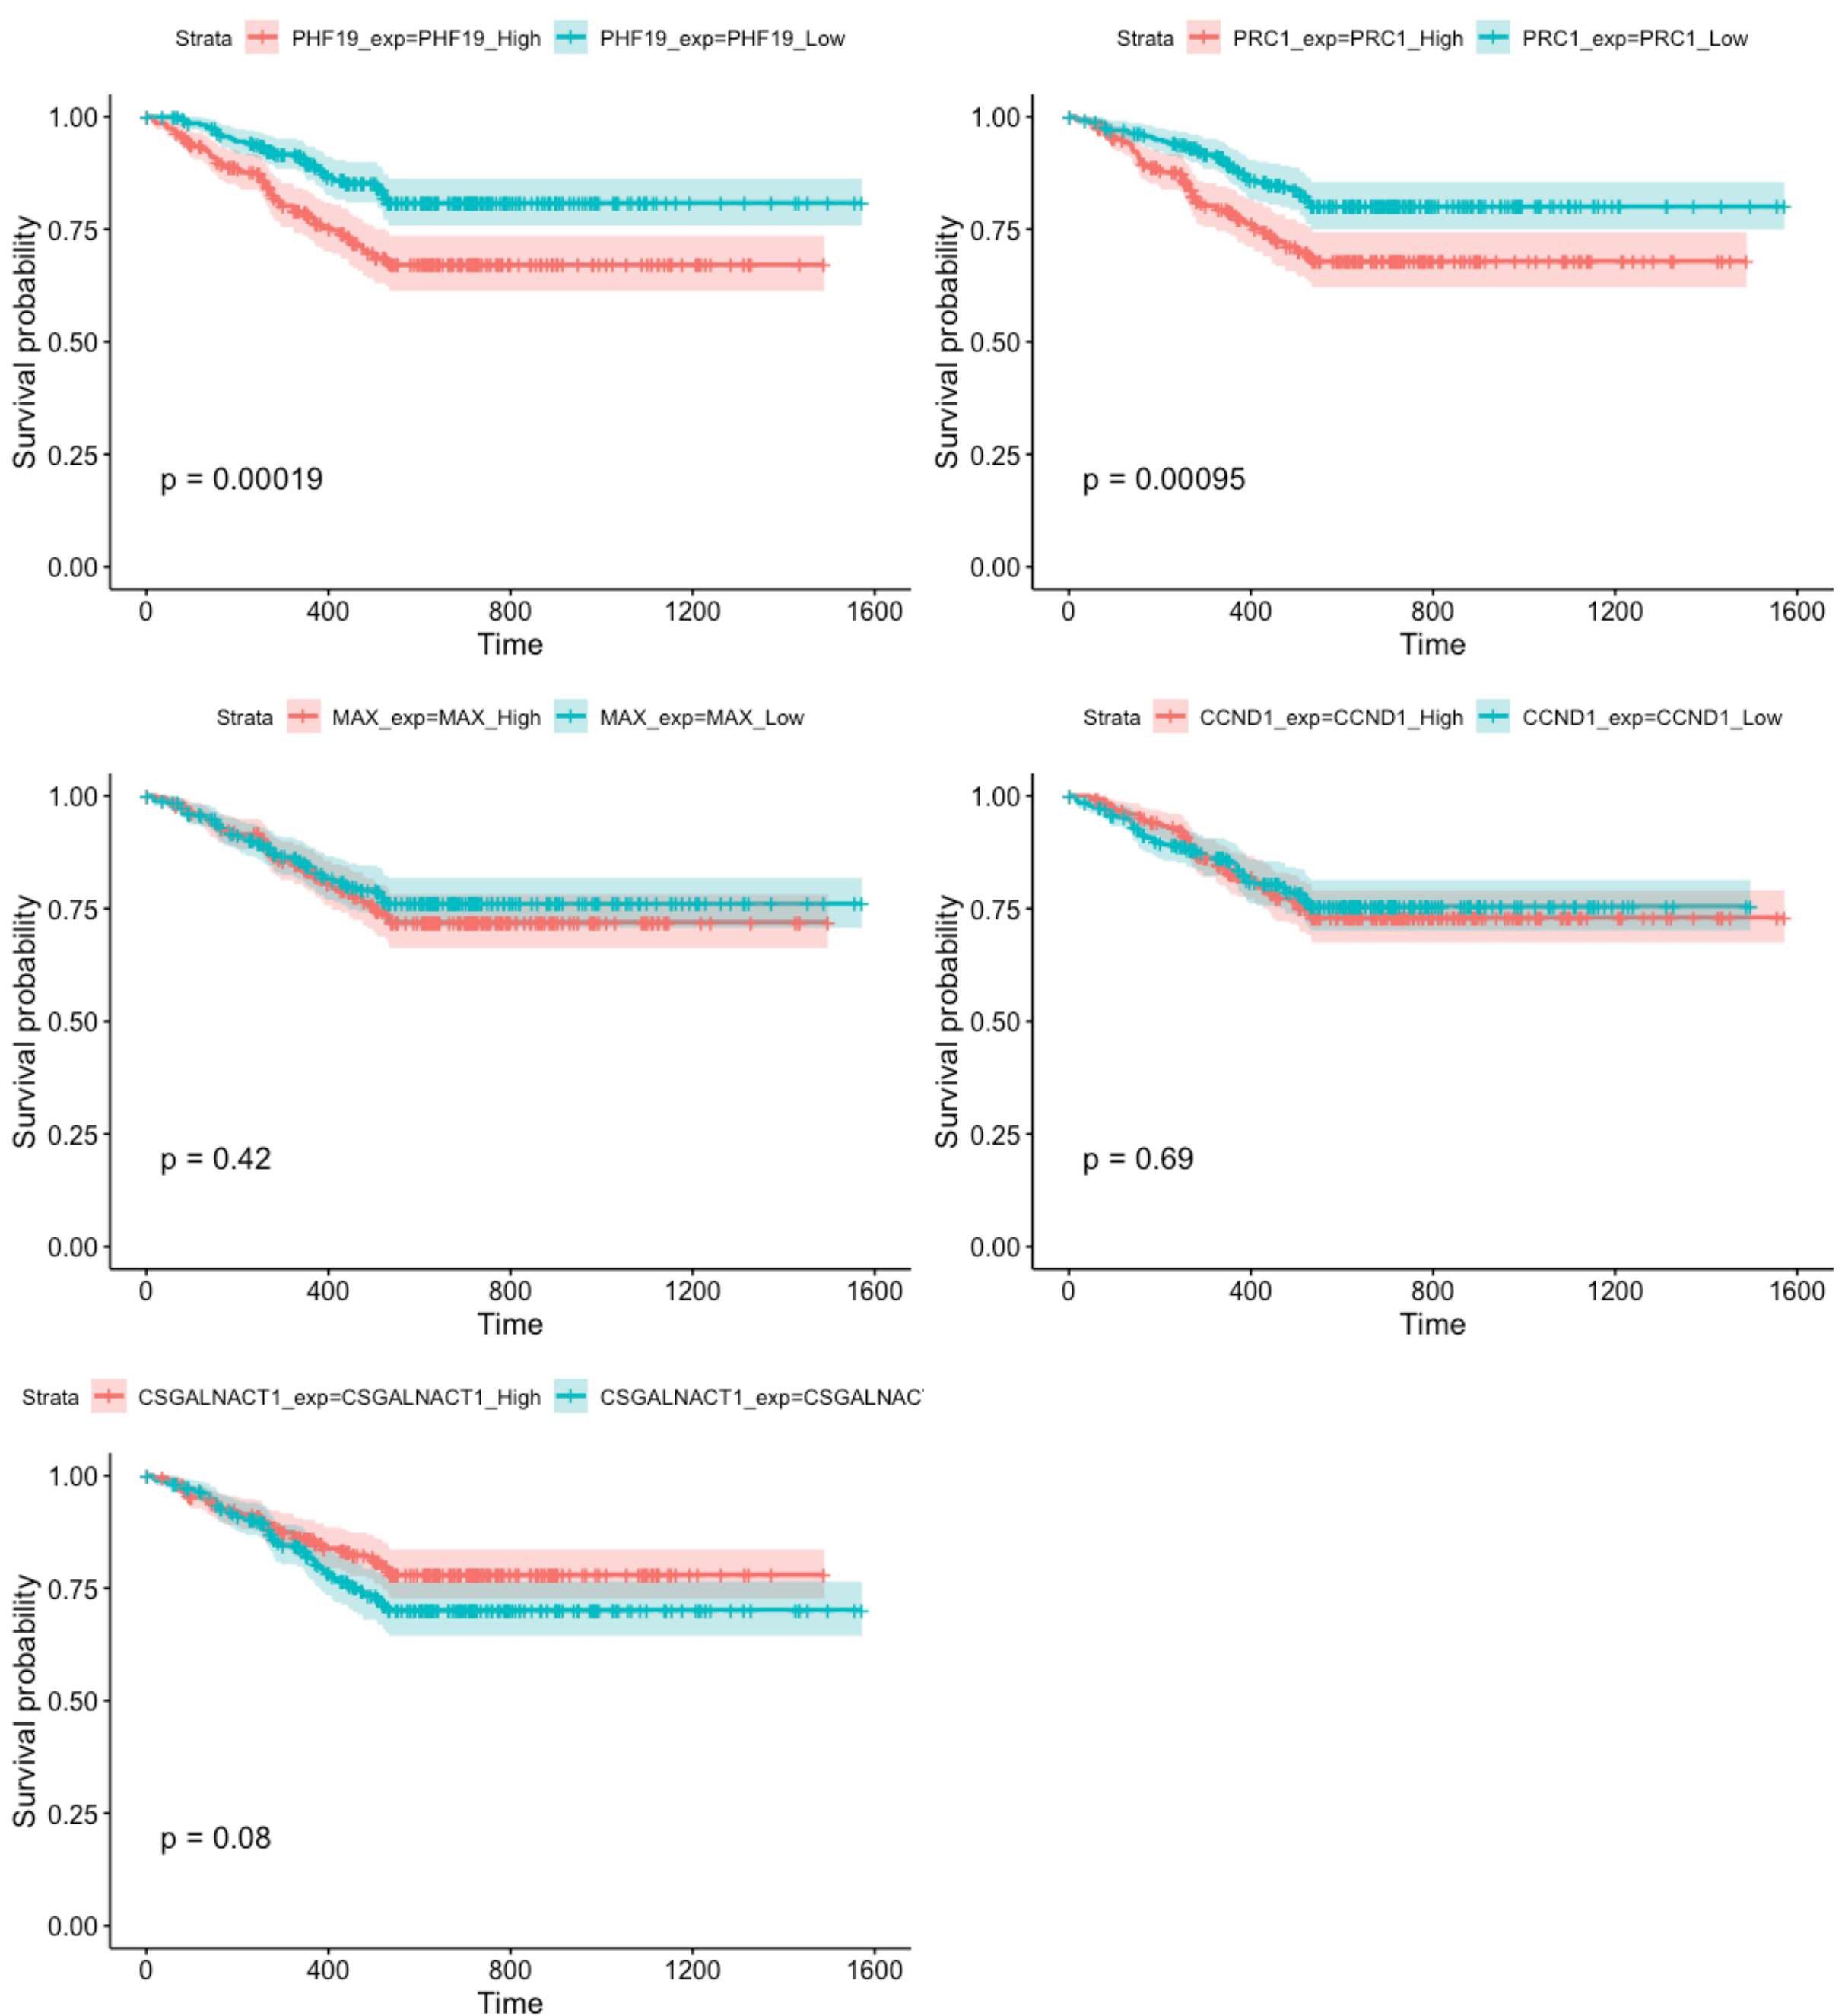 Strata PHF19_exp=PHF19_High PHF19_exp=PHF19_Low
1.00
0.75
0.50
0.25
0.00
Survival probability
p = 0.00019
0 400 800 1200 1600
Time
Strata PRC1_exp=PRC1_High PRC1_exp=PRC1_Low
1.00
0.75
0.50
0.25
0.00
Survival probability
p = 0.00095
0 400 800 1200 1600
Time
Strata MAX_exp=MAX_High MAX_exp=MAX_Low
1.00
0.75
0.50
0.25
0.00
Survival probability
p = 0.42
0 400 800 1200 1600
Time
Strata CCND1_exp=CCND1_High CCND1_exp=CCND1_Low
1.00
0.75
0.50
0.25
0.00
Survival probability
p = 0.69
0 400 800 1200 1600
Time
Strata CSGALNACT1_exp=CSGALNACT1_High CSGALNACT1_exp=CSGALNAC
1.00
0.75
0.50
0.25
0.00
Survival probability
p = 0.08
0 400 800 1200 1600
Time